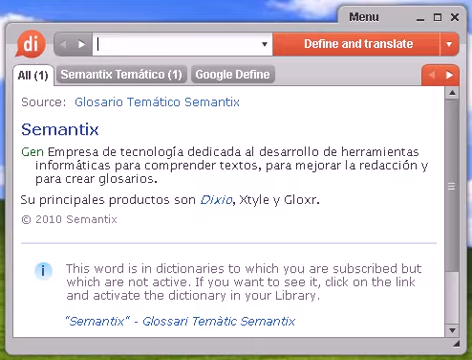 Menu
di
Define and translate
All (1) Semantix Temático (1) Google Define
Source: Glosario Temático Semantix
Semantix
Gen Empresa de tecnología dedicada al desarrollo de herramientas
informáticas para comprender textos, para mejorar la redacción y
para crear glosarios.
Su principales productos son Dixio, Xtyle y Gloxr.
© 2010 Semantix
i
This word is in dictionaries to which you are subscribed but
which are not active. If you want to see it, click on the link
and activate the dictionary in your Library.
"Semantix" - Glossari Temàtic Semantix